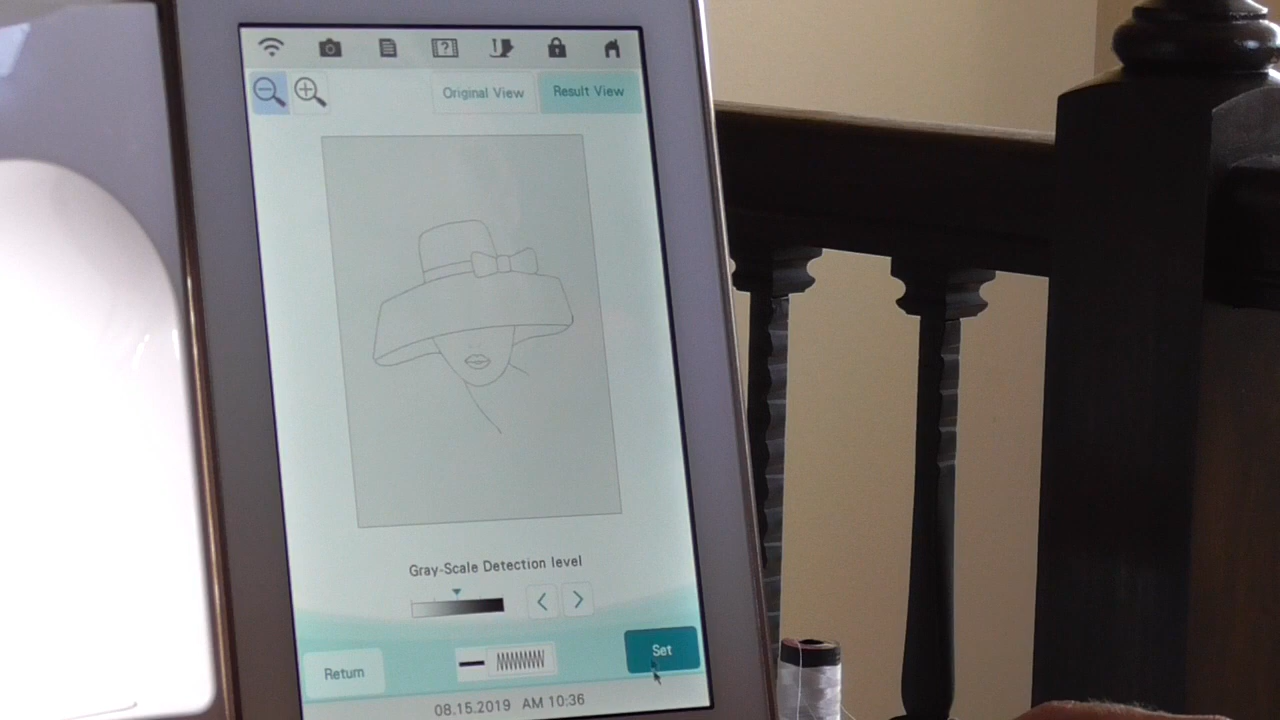 Original View
Result View
Gray-Scale Detection level
Return
Set
08.15.2019 AM 10:36